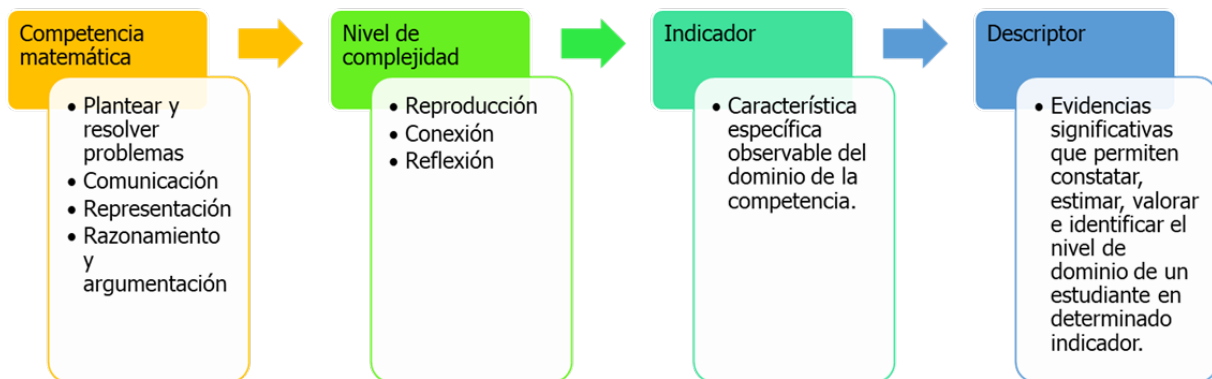 Competencia
matemática
• Plantear y
resolver
problemas
• Comunicación
• Representación
• Razonamiento
y
argumentación
Nivel de
complejidad
• Reproducción
• Conexión
• Reflexión
Indicador
• Característica
específica
observable del
dominio de la
competencia.
Descriptor
• Evidencias
significativas
que permiten
constatar,
estimar, valorar
e identificar el
nivel de
dominio de un
estudiante en
determinado
indicador.